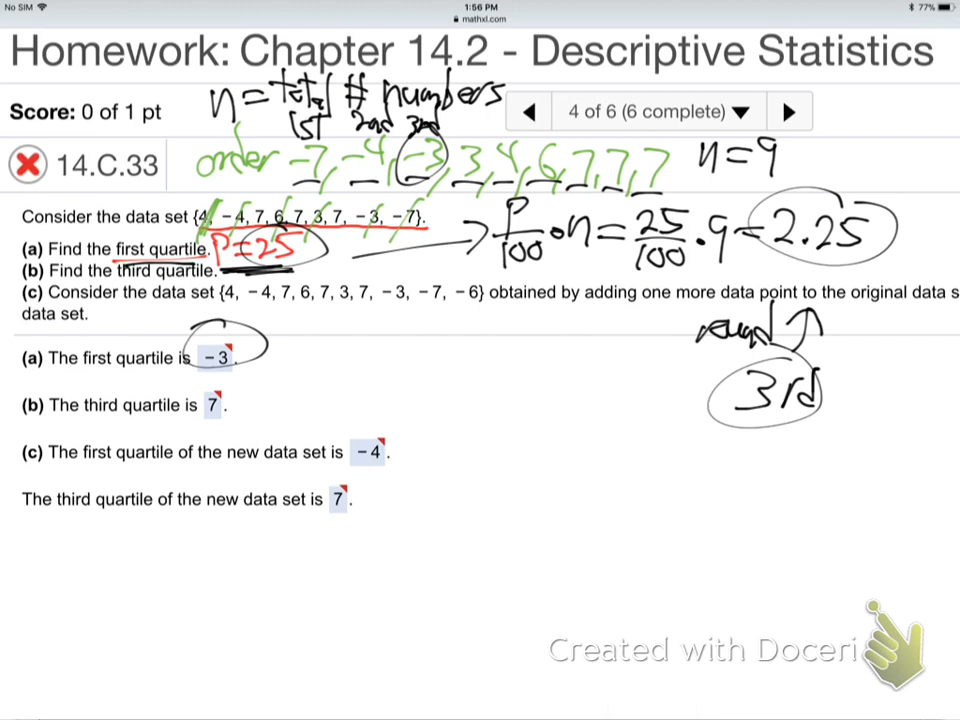 No SIM 1:56 PM 77%
mathxl.com
Homework: Chapter 14.2 - Descriptive Statistics
n = total # numbers
Score: 0 of 1 pt
4 of 6 (6 complete)
1st 2nd 3rd
14.C.33
order -7, -4, -3, 3, 4, 6, 7, 7, 7 n = 9
Consider the data set {4, − 4, 7, 6, 7, 3, 7, − 3, − 7}.
(a) Find the first quartile. P = 25
P/100 • n = 25/100 . 9 = 2.25
(b) Find the third quartile.
(c) Consider the data set {4, − 4, 7, 6, 7, 3, 7, − 3, − 7, − 6} obtained by adding one more data point to the original data s
data set.
round ↑
(a) The first quartile is − 3.
3rd
(b) The third quartile is 7.
(c) The first quartile of the new data set is − 4.
The third quartile of the new data set is 7.
Created with Doceri